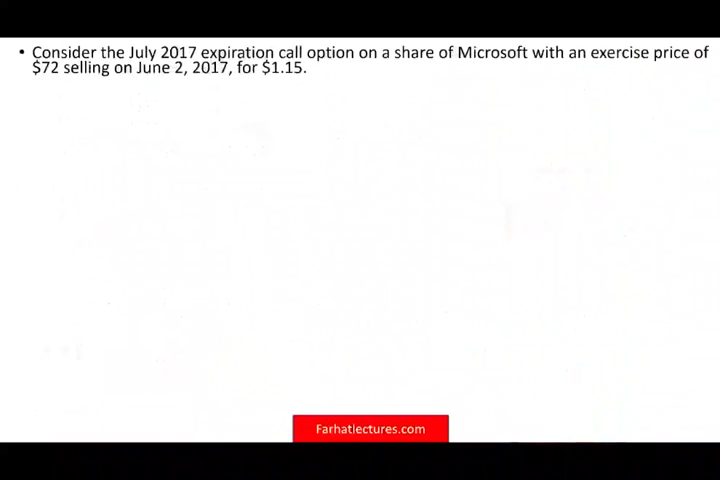 • Consider the July 2017 expiration call option on a share of Microsoft with an exercise price of
$72 selling on June 2, 2017, for $1.15.
Farhatlectures.com